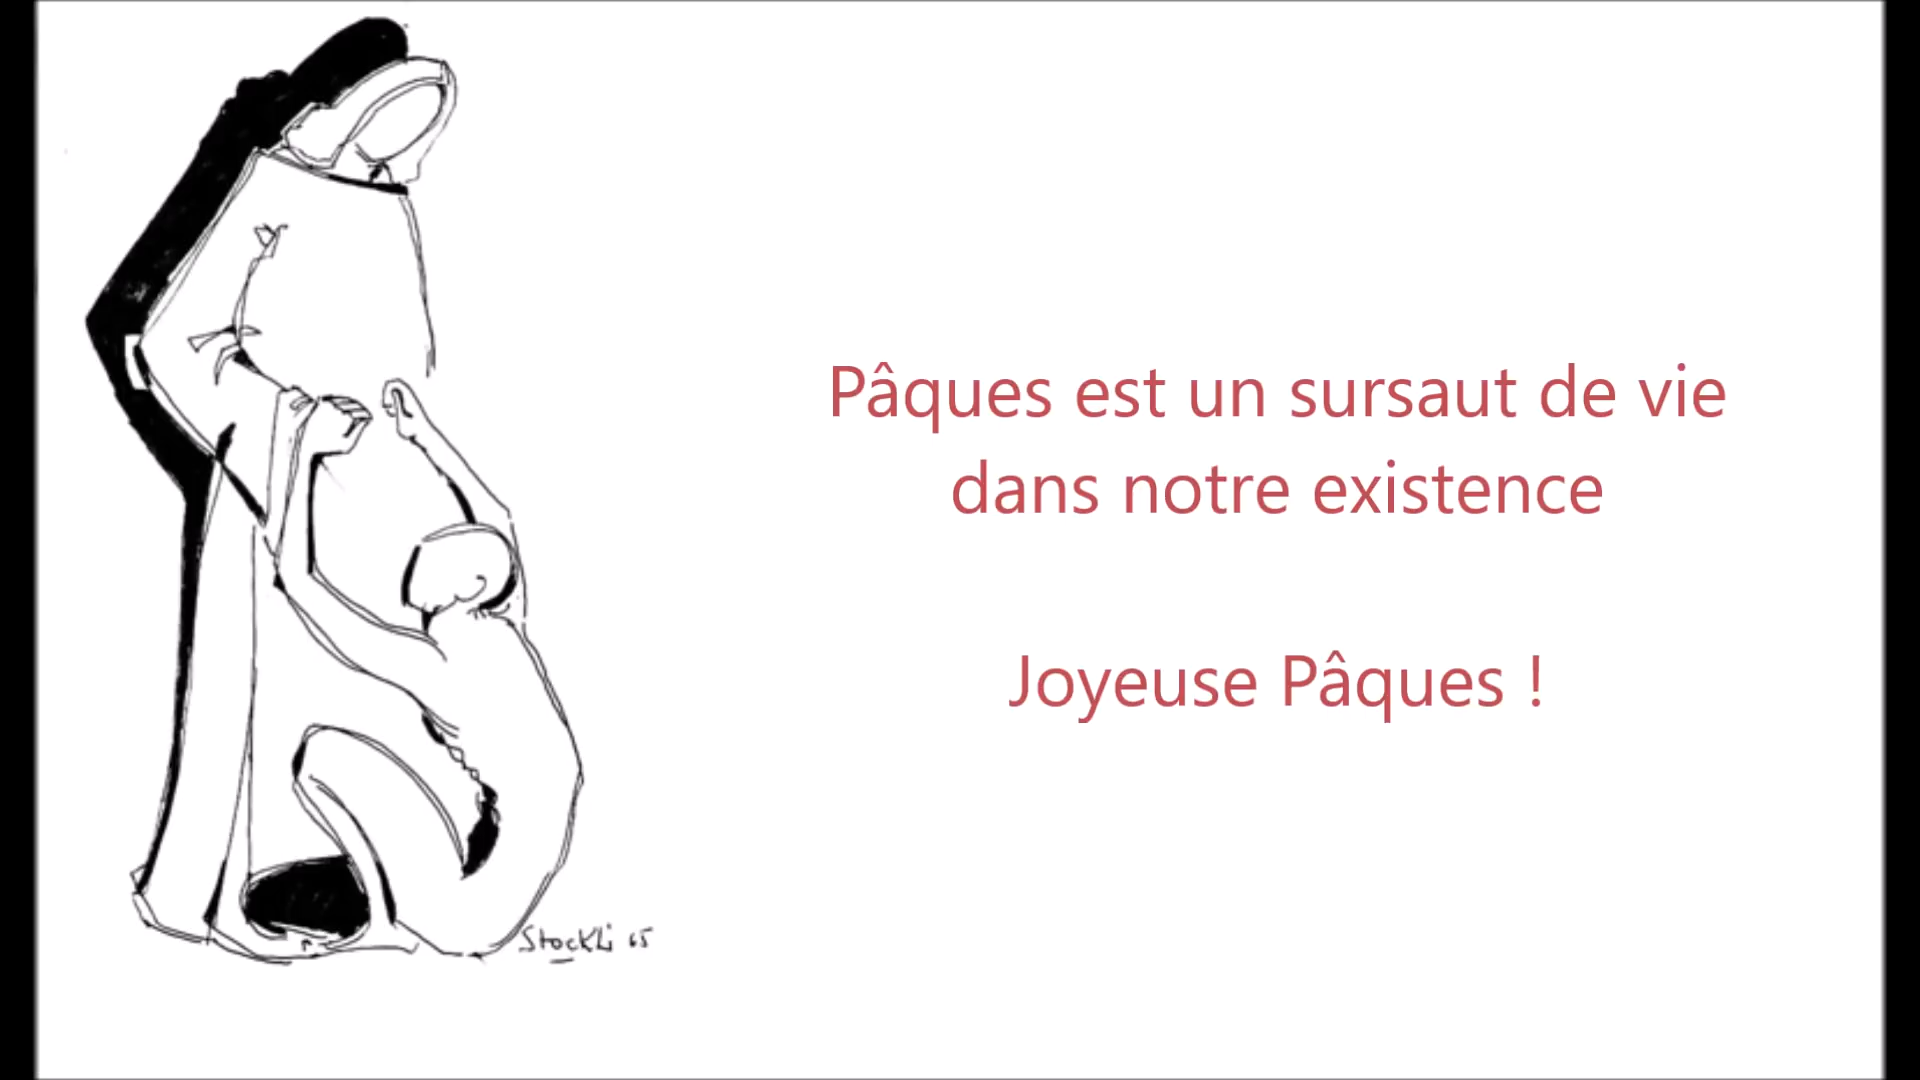 Pâques est un sursaut de vie
dans notre existence
Joyeuse Pâques !
Stockli 65